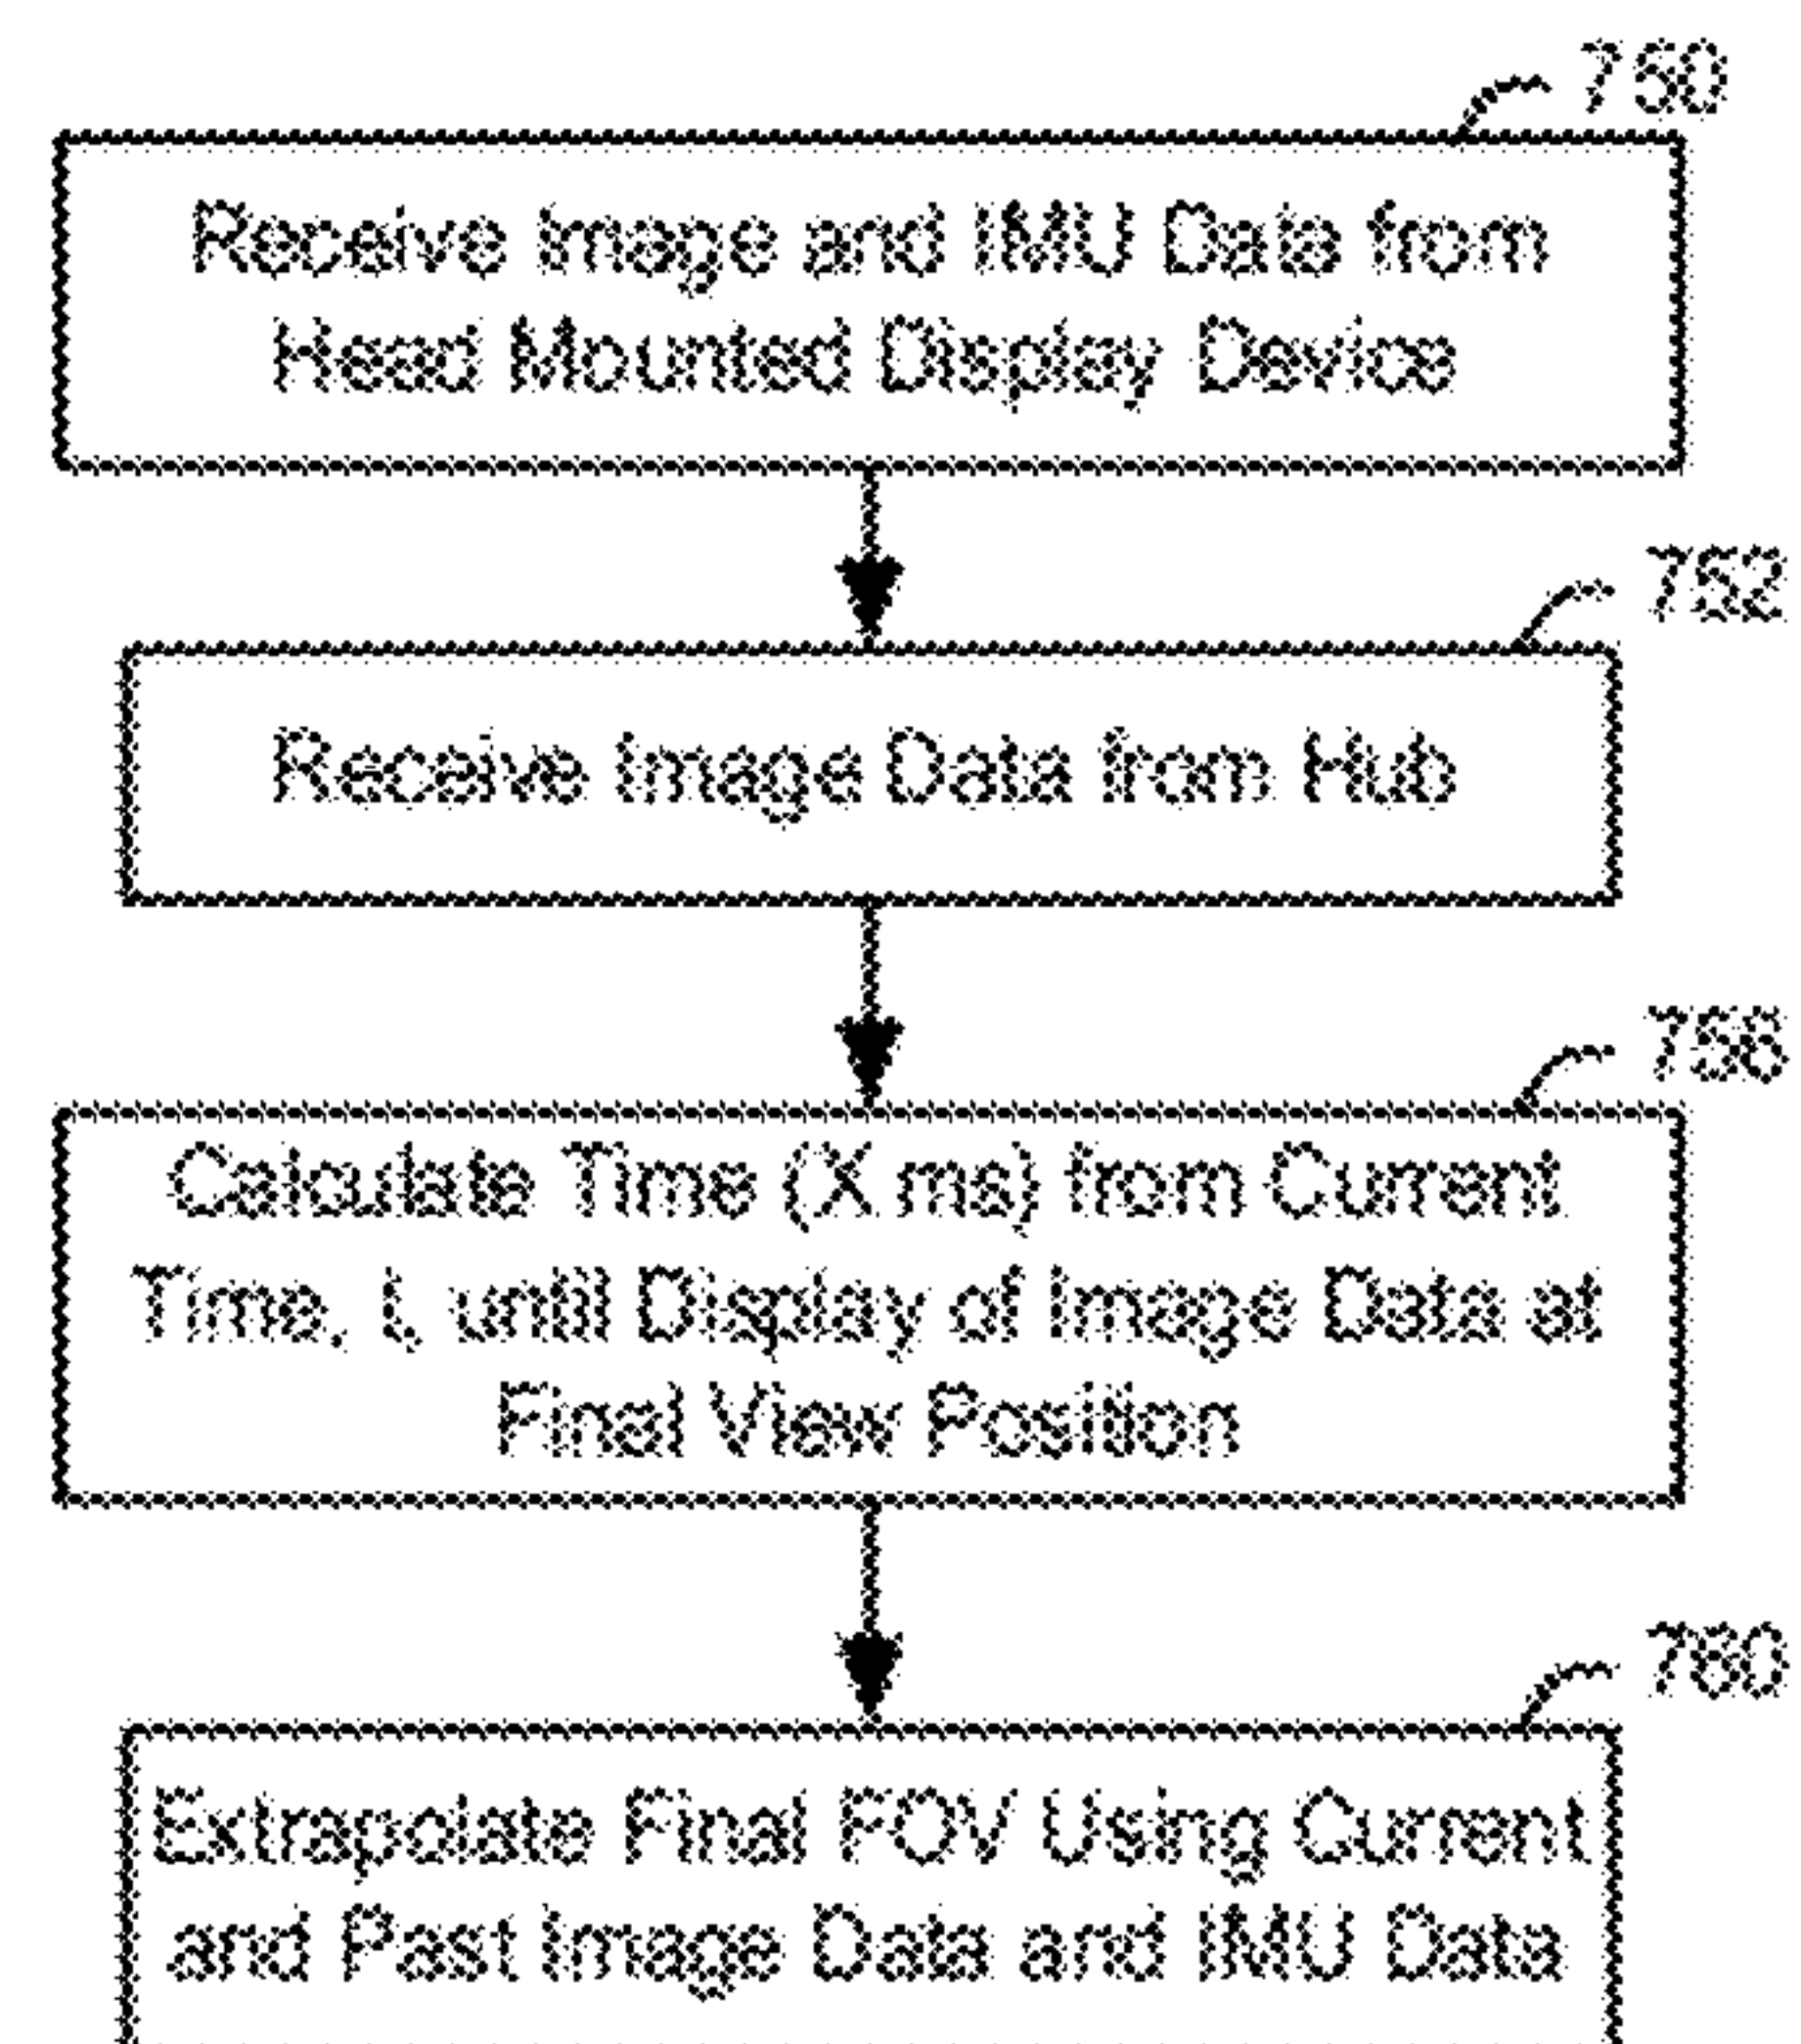 750
Receive Image and IMU Data from
Head Mounted Display Device
752
Receive Image Data from Hub
756
Calculate Time (X ms) from Current
Time, t, until Display of Image Data at
Final View Position
760
Extrapolate Final FOV Using Current
and Past Image Data and IMU Data